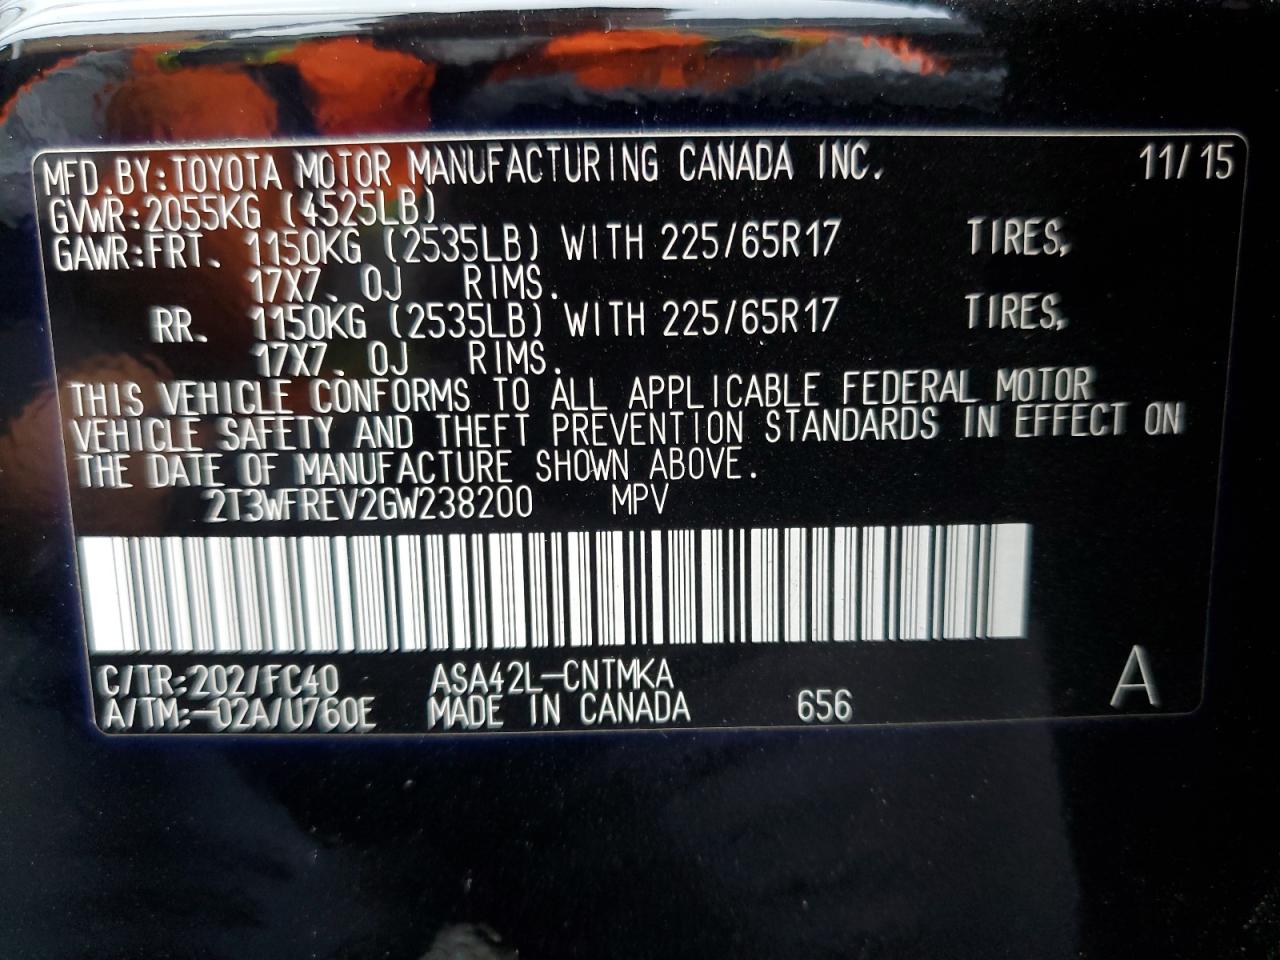 MFD.BY:TOYOTA MOTOR MANUFACTURING CANADA INC. 11/15
GVWR:2055KG (4525LB)
GAWR:FRT. 1150KG (2535LB) WITH 225/65R17 TIRES,
17X7.0J RIMS.
RR. 1150KG (2535LB) WITH 225/65R17 TIRES,
17X7.0J RIMS.
THIS VEHICLE CONFORMS TO ALL APPLICABLE FEDERAL MOTOR
VEHICLE SAFETY AND THEFT PREVENTION STANDARDS IN EFFECT ON
THE DATE OF MANUFACTURE SHOWN ABOVE.
2T3WFREV2GW238200 MPV
C/TR:202/FC40 ASA42L-CNTMKA
A/TM:-02A/U760E MADE IN CANADA 656 A